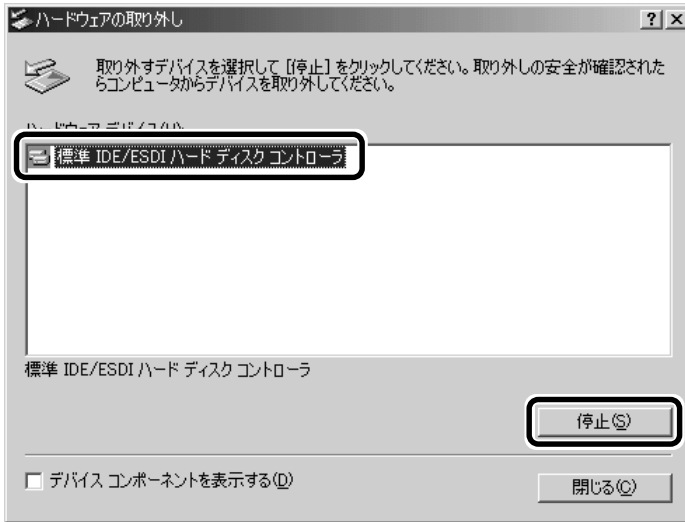 ハードウェアの取り外し
取り外すデバイスを選択して [停止] をクリックしてください。取り外しの安全が確認された
らコンピュータからデバイスを取り外してください。
標準 IDE/ESDI ハード ディスク コントローラ
標準 IDE/ESDI ハード ディスク コントローラ
停止(S)
デバイス コンポーネントを表示する(D)
閉じる(C)